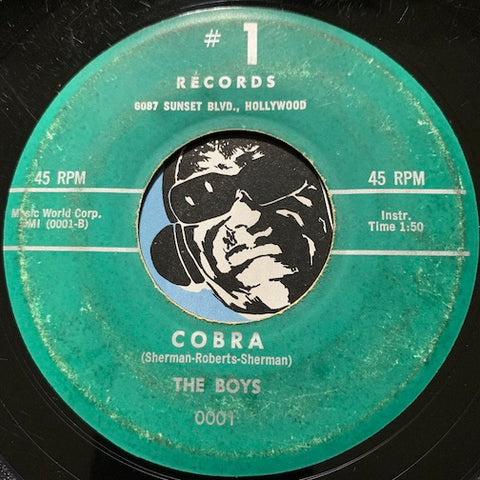 # 1
RECORDS
6087 SUNSET BLVD., HOLLYWOOD
45 RPM
45 RPM
Music World Corp.
BMI (0001-B)
Instr.
Time 1:50
COBRA
(Sherman-Roberts-Sherman)
THE BOYS
0001